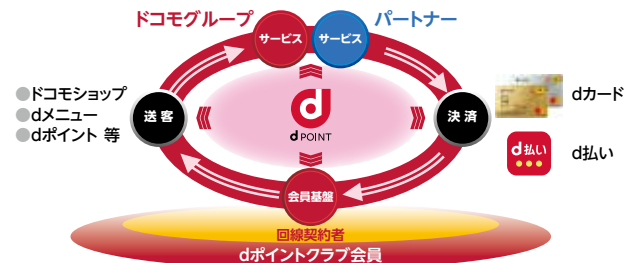 ドコモグループ
パートナー
サービス
サービス
●ドコモショップ
●dメニュー
●dポイント 等
送客
d
d POINT
決済
dカード
d払い
d払い
会員基盤
回線契約者
dポイントクラブ会員